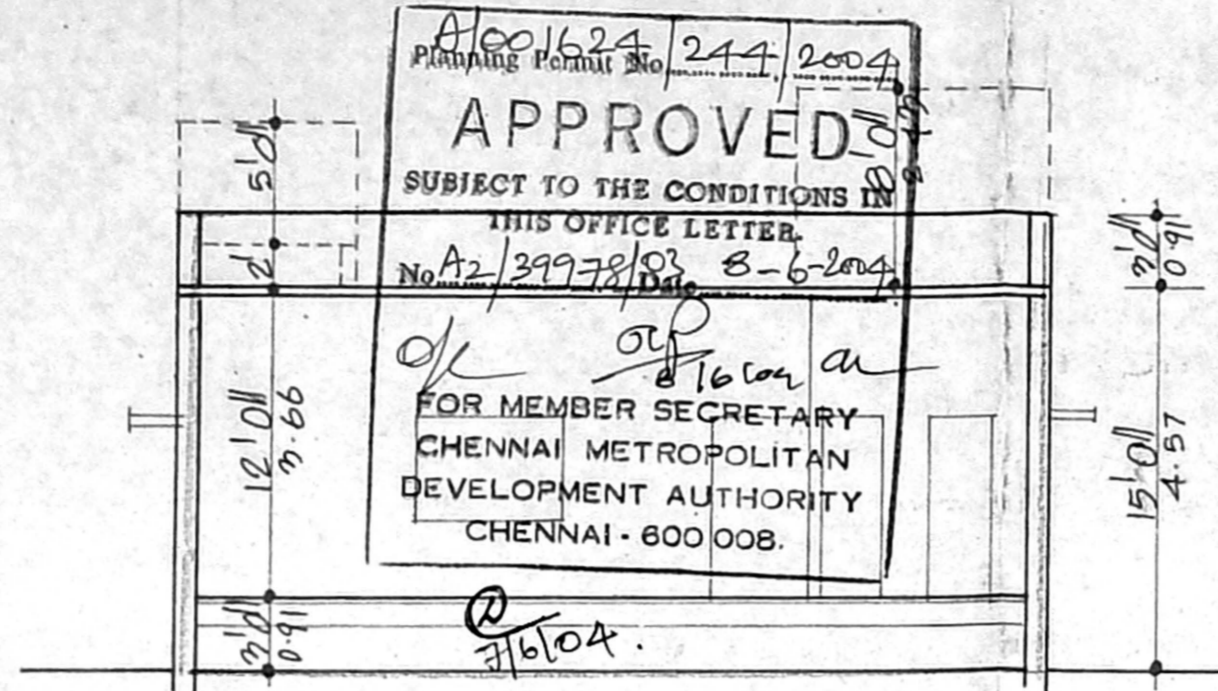 A/001624
Planning Permit No 244/2004
APPROVED
SUBJECT TO THE CONDITIONS IN
THIS OFFICE LETTER.
No A2/39978/03 Date 8-6-2004
FOR MEMBER SECRETARY
CHENNAI METROPOLITAN
DEVELOPMENT AUTHORITY
CHENNAI - 600 008.
5'0"
2'
12'0"
3.66
3'0"
0.91
8'0"
3'0"
0.91
15'0"
4.57
7/6/04.